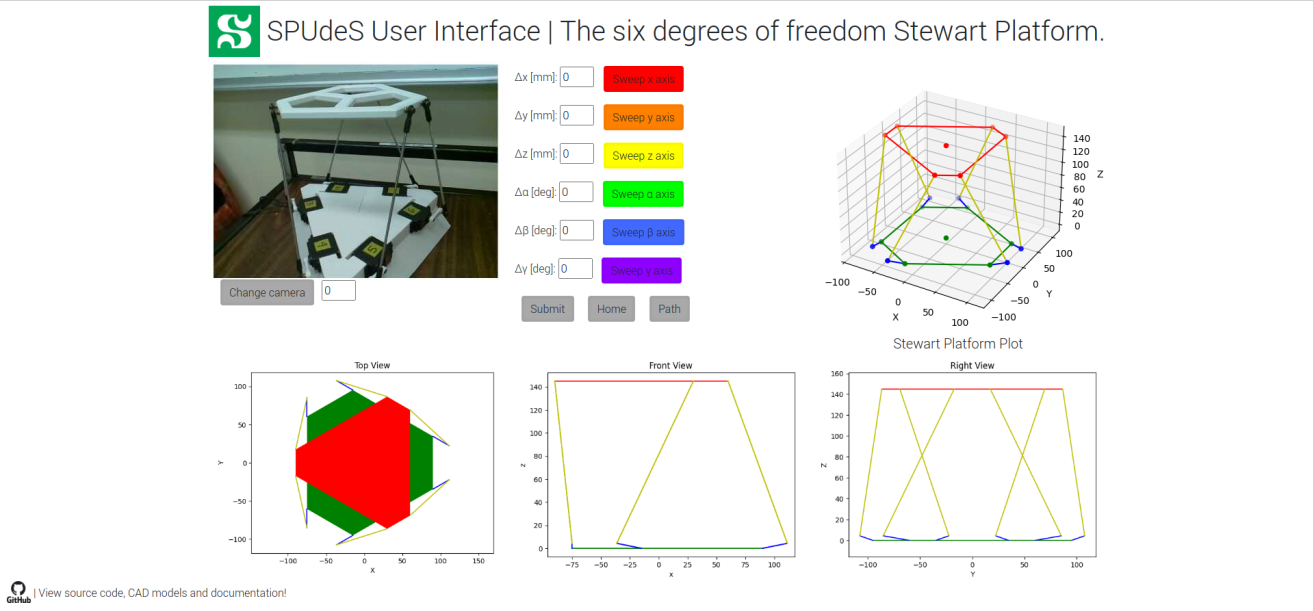 SPUdeS User Interface | The six degrees of freedom Stewart Platform.
Δx [mm]: 0 Sweep x axis
Δy [mm]: 0 Sweep y axis
Δz [mm]: 0 Sweep z axis
Δα [deg]: 0 Sweep α axis
Δβ [deg]: 0 Sweep β axis
Δγ [deg]: 0 Sweep γ axis
Change camera 0
Submit Home Path
140
120
100
80
60
40
20
0
Z
−100
−50
0
50
100
X
100
50
0
−50
−100
Y
Stewart Platform Plot
Top View
100
50
0
−50
−100
Y
−100 −50 0 50 100 150
X
Front View
140
120
100
80
60
40
20
0
z
−75 −50 −25 0 25 50 75 100
x
Right View
160
140
120
100
80
60
40
20
0
Z
−100 −50 0 50 100
Y
GitHub | View source code, CAD models and documentation!